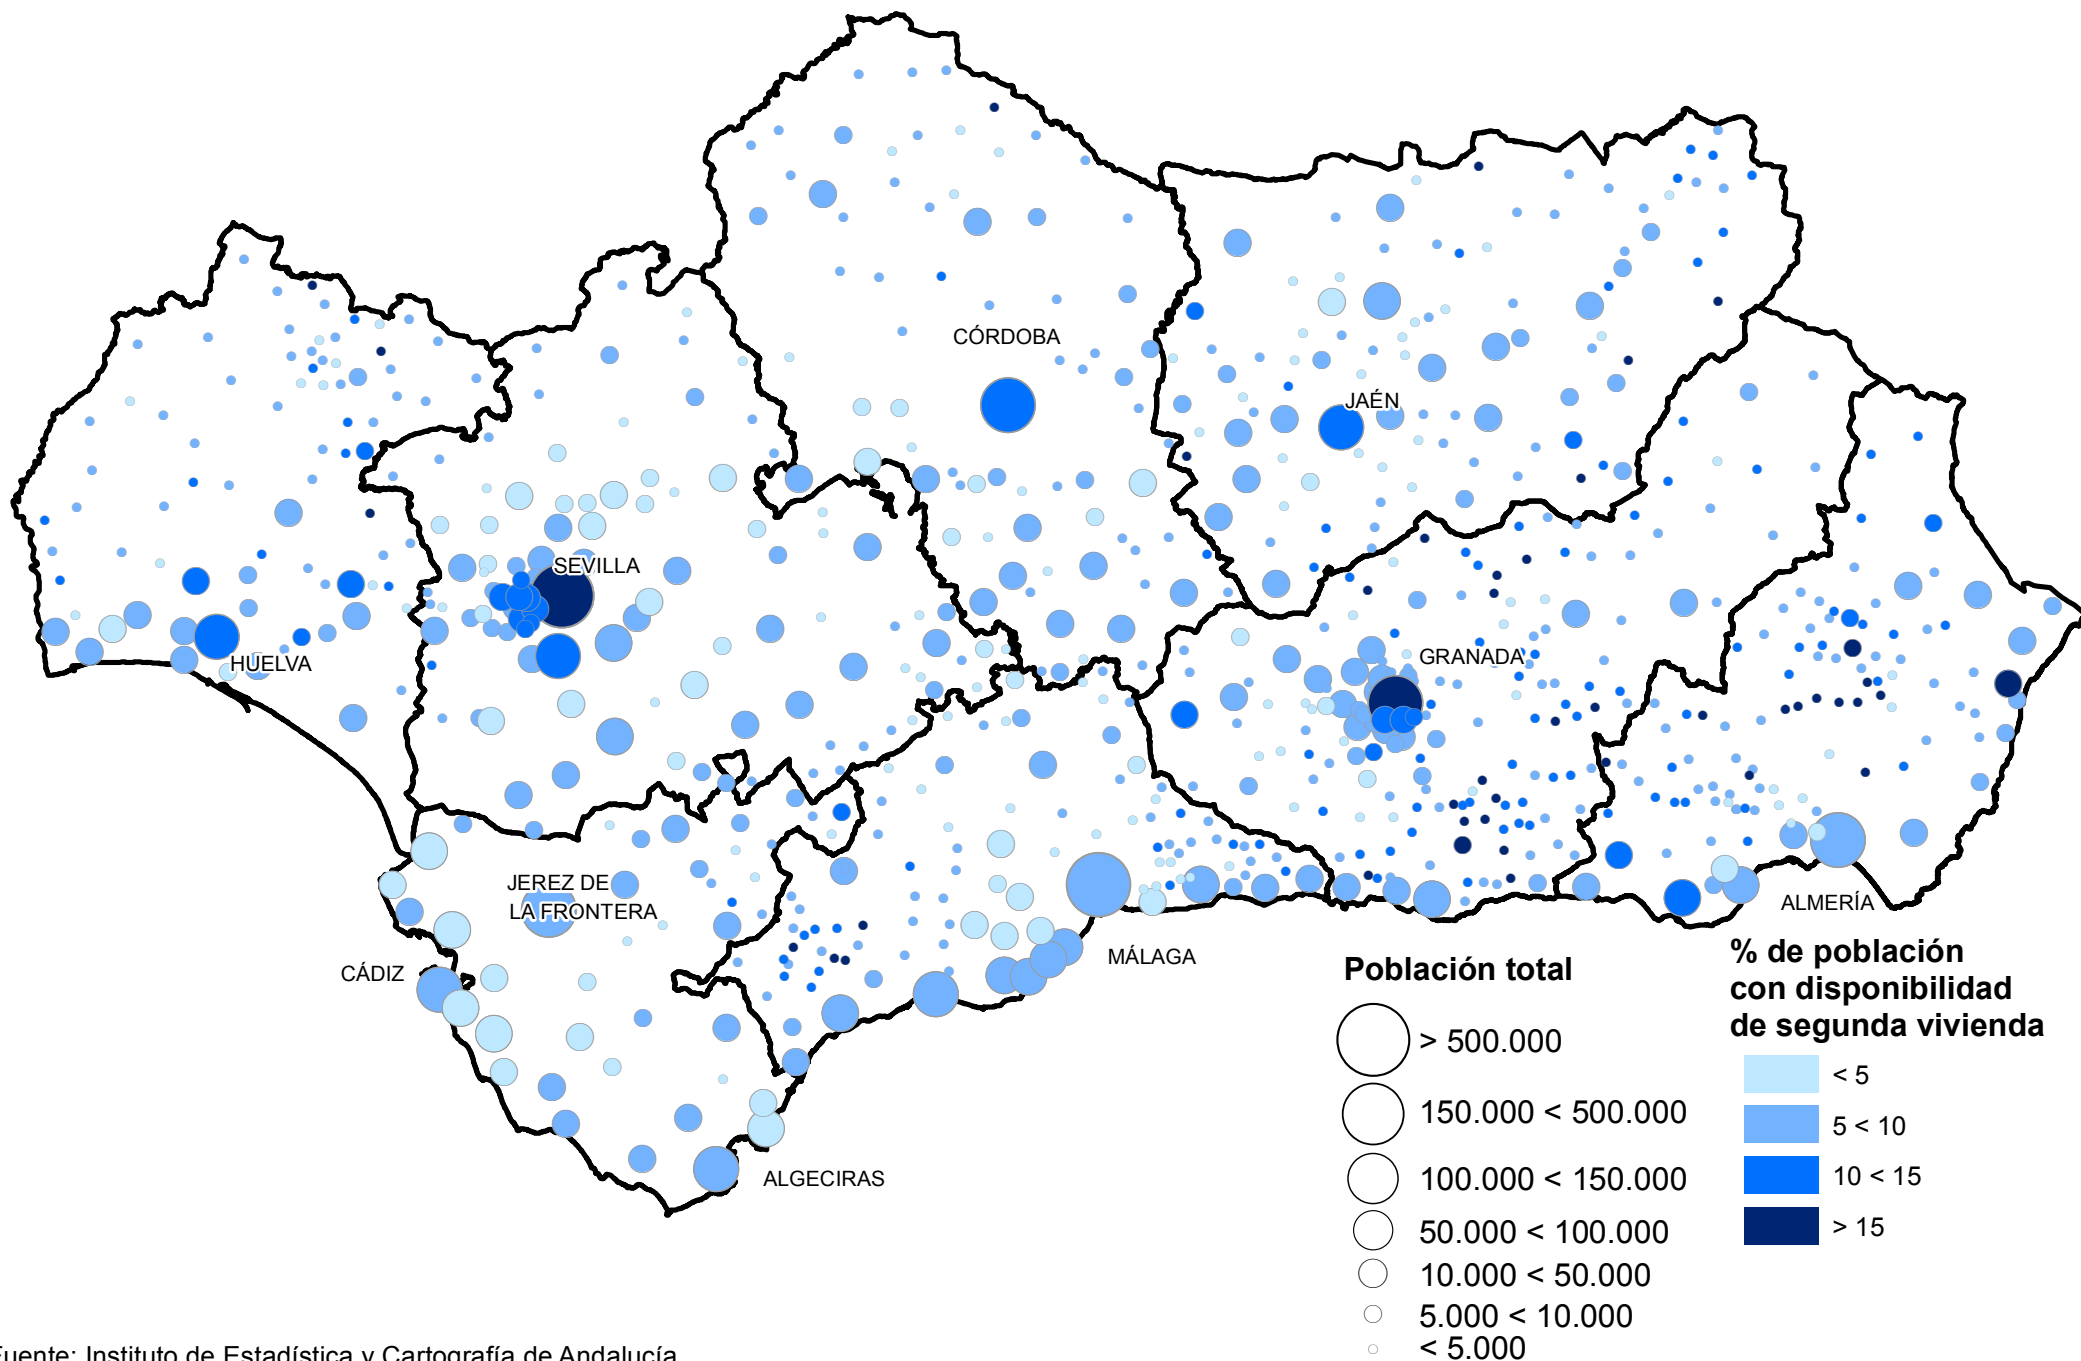 CÓRDOBA
JAÉN
SEVILLA
HUELVA
GRANADA
JEREZ DE
LA FRONTERA
ALMERÍA
MÁLAGA
CÁDIZ
ALGECIRAS
Población total
> 500.000
150.000 < 500.000
100.000 < 150.000
50.000 < 100.000
10.000 < 50.000
5.000 < 10.000
< 5.000
% de población
con disponibilidad
de segunda vivienda
< 5
5 < 10
10 < 15
> 15
Fuente: Instituto de Estadística y Cartografía de Andalucía